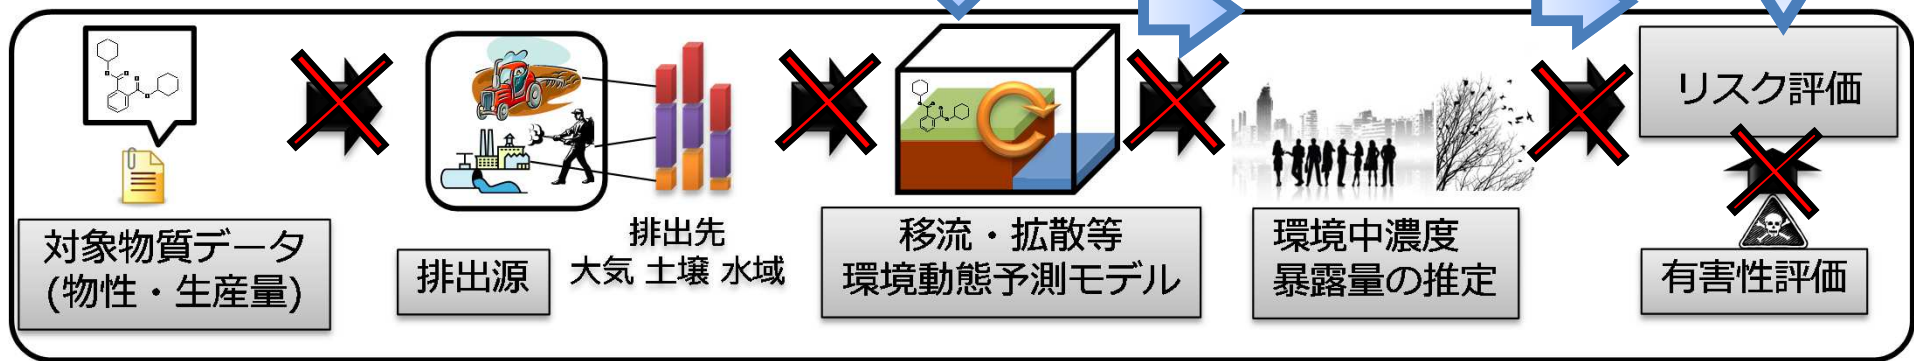 対象物質データ
(物性・生産量)
排出源
排出先
大気 土壌 水域
移流・拡散等
環境動態予測モデル
環境中濃度
暴露量の推定
リスク評価
有害性評価